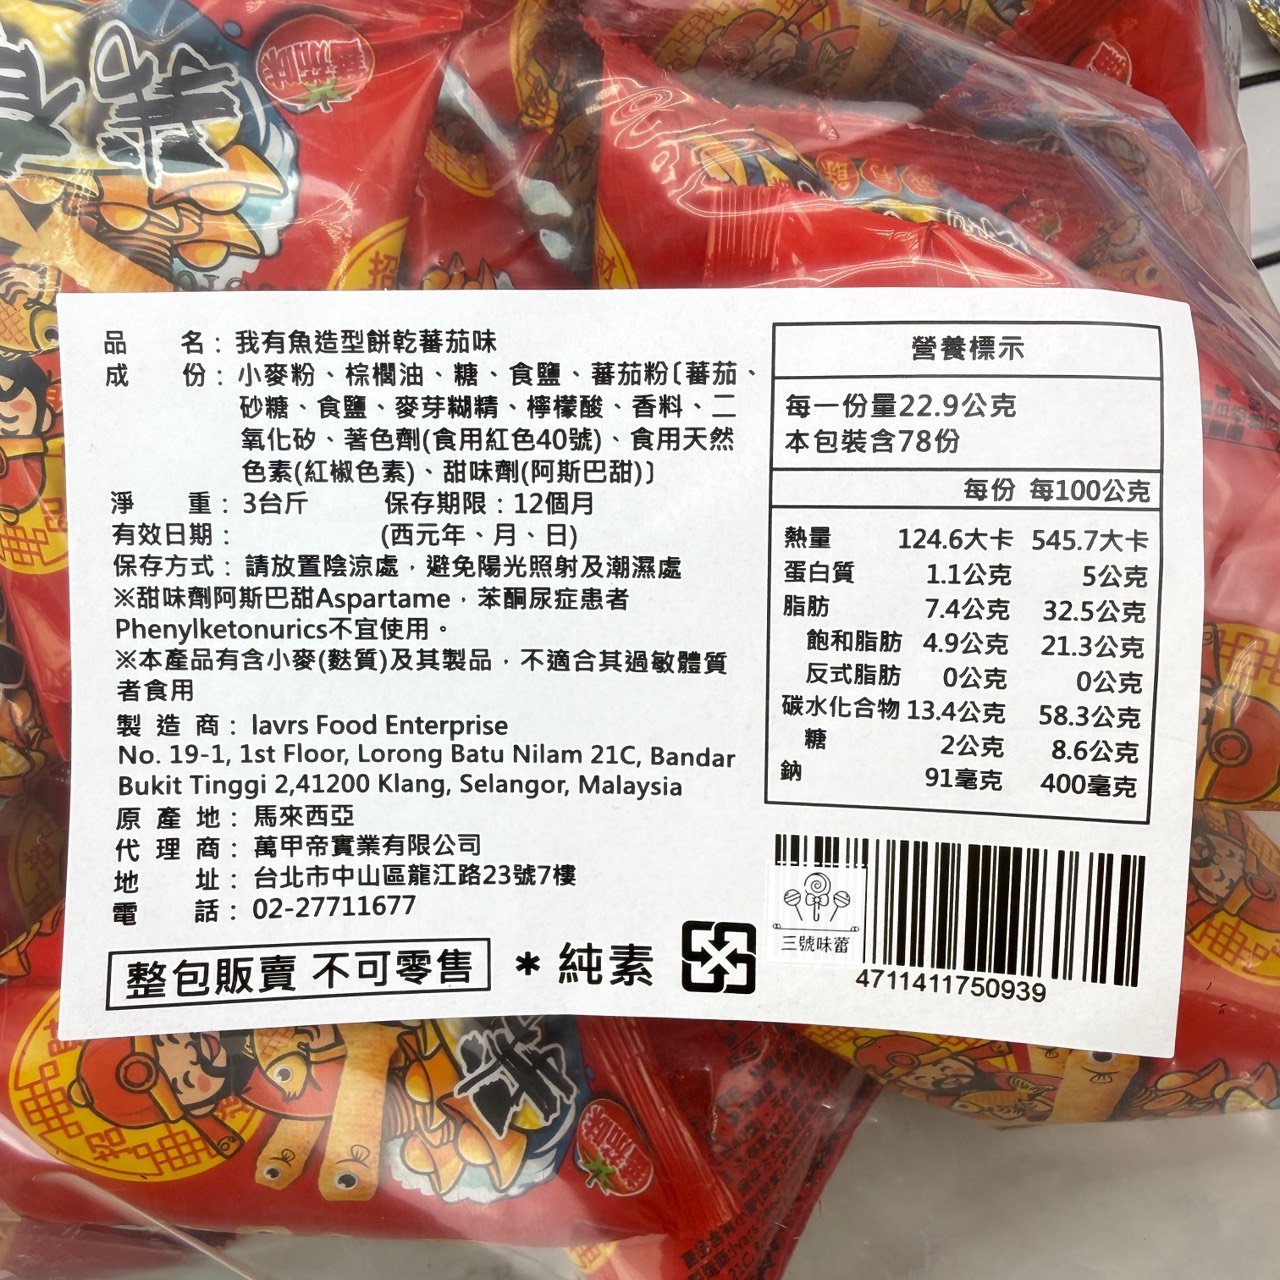 蕃茄味
品 名：我有魚造型餅乾蕃茄味
成 份：小麥粉、棕櫚油、糖、食鹽、蕃茄粉〔蕃茄、
砂糖、食鹽、麥芽糊精、檸檬酸、香料、二
氧化矽、著色劑(食用紅色40號)、食用天然
色素(紅椒色素)、甜味劑(阿斯巴甜)〕
淨 重：3台斤 保存期限：12個月
有效日期： (西元年、月、日)
保存方式：請放置陰涼處，避免陽光照射及潮濕處
※甜味劑阿斯巴甜Aspartame，苯酮尿症患者
Phenylketonurics不宜使用。
※本產品有含小麥(麩質)及其製品，不適合其過敏體質
者食用
製造商：lavrs Food Enterprise
No. 19-1, 1st Floor, Lorong Batu Nilam 21C, Bandar
Bukit Tinggi 2,41200 Klang, Selangor, Malaysia
原產地：馬來西亞
代理商：萬甲帝實業有限公司
地 址：台北市中山區龍江路23號7樓
電 話：02-27711677
整包販賣 不可零售 ＊純素
營養標示
每一份量22.9公克
本包裝含78份
每份 每100公克
熱量 124.6大卡 545.7大卡
蛋白質 1.1公克 5公克
脂肪 7.4公克 32.5公克
飽和脂肪 4.9公克 21.3公克
反式脂肪 0公克 0公克
碳水化合物 13.4公克 58.3公克
糖 2公克 8.6公克
鈉 91毫克 400毫克
三號味蕾
4711411750939
蕃茄味